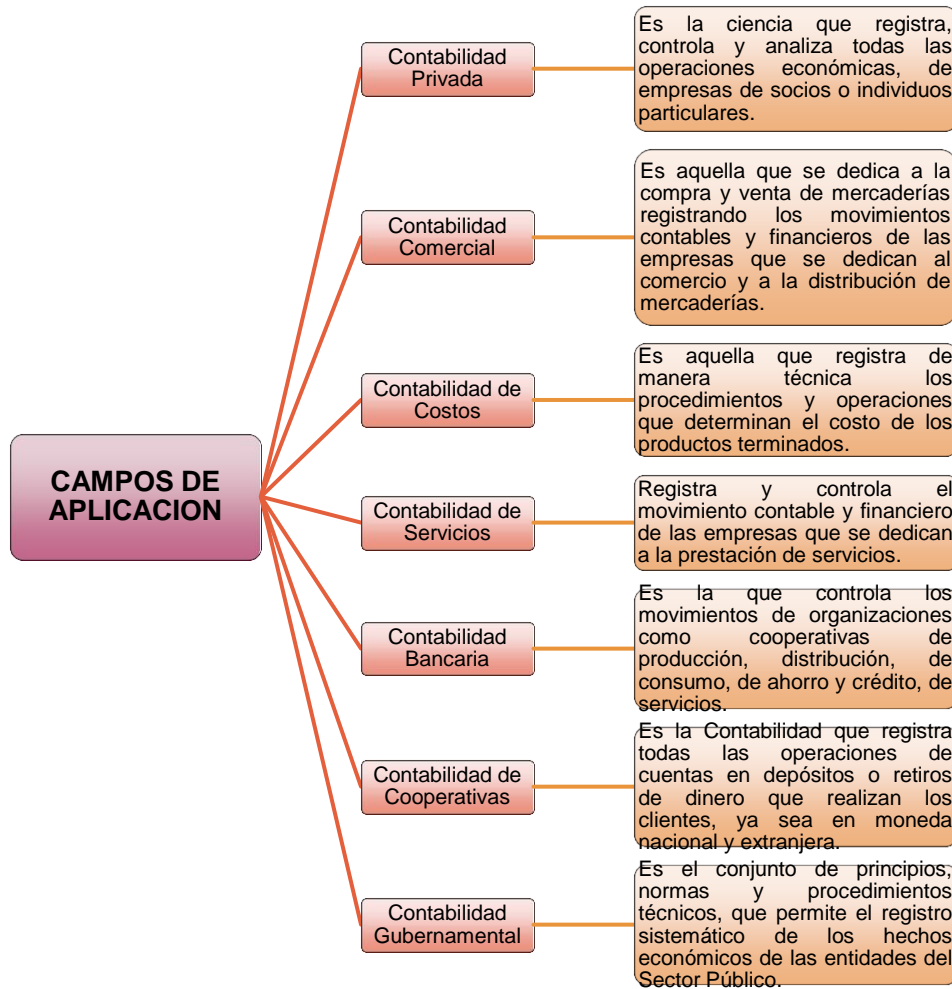 CAMPOS DE
APLICACION
Contabilidad
Privada
Es la ciencia que registra,
controla y analiza todas las
operaciones económicas, de
empresas de socios o individuos
particulares.
Contabilidad
Comercial
Es aquella que se dedica a la
compra y venta de mercaderías
registrando los movimientos
contables y financieros de las
empresas que se dedican al
comercio y a la distribución de
mercaderías.
Contabilidad de
Costos
Es aquella que registra de
manera técnica los
procedimientos y operaciones
que determinan el costo de los
productos terminados.
Contabilidad de
Servicios
Registra y controla el
movimiento contable y financiero
de las empresas que se dedican
a la prestación de servicios.
Contabilidad
Bancaria
Es la que controla los
movimientos de organizaciones
como cooperativas de
producción, distribución, de
consumo, de ahorro y crédito, de
servicios.
Contabilidad de
Cooperativas
Es la Contabilidad que registra
todas las operaciones de
cuentas en depósitos o retiros
de dinero que realizan los
clientes, ya sea en moneda
nacional y extranjera.
Contabilidad
Gubernamental
Es el conjunto de principios,
normas y procedimientos
técnicos, que permite el registro
sistemático de los hechos
económicos de las entidades del
Sector Público.